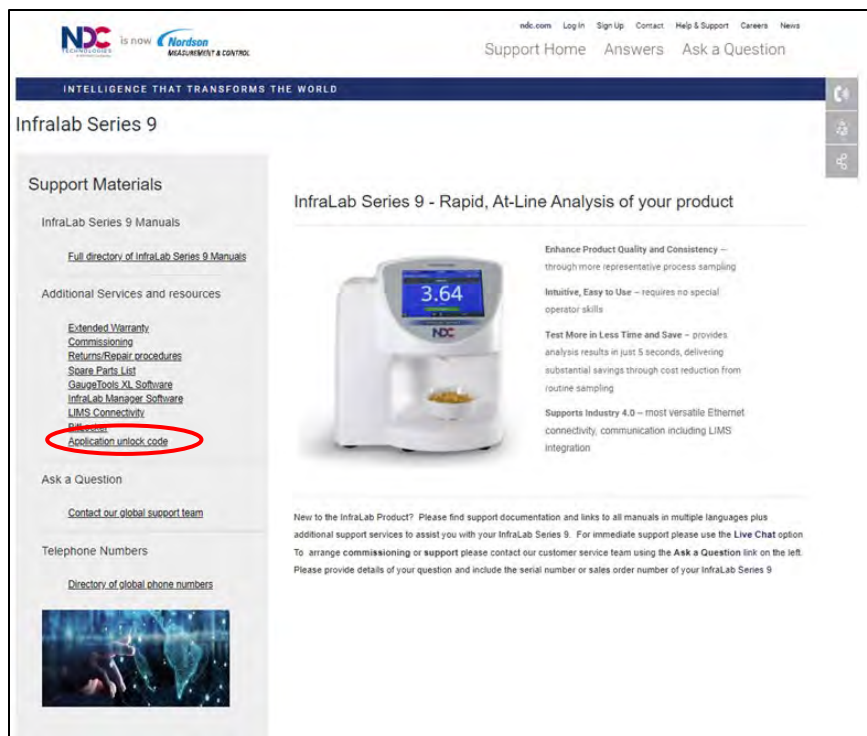 NDC
TECHNOLOGIES
is now
Nordson
MEASUREMENT & CONTROL
ndc.com Log In Sign Up Contact Help & Support Careers News
Support Home Answers Ask a Question
INTELLIGENCE THAT TRANSFORMS THE WORLD
Infralab Series 9
Support Materials
InfraLab Series 9 Manuals
Full directory of InfraLab Series 9 Manuals
Additional Services and resources
Extended Warranty
Commissioning
Returns/Repair procedures
Spare Parts List
GaugeTools XL Software
InfraLab Manager Software
LIMS Connectivity
Application unlock code
Ask a Question
Contact our global support team
Telephone Numbers
Directory of global phone numbers
InfraLab Series 9 - Rapid, At-Line Analysis of your product
3.64
NDC
Enhance Product Quality and Consistency –
through more representative process sampling
Intuitive, Easy to Use – requires no special
operator skills
Test More in Less Time and Save – provides
analysis results in just 5 seconds, delivering
substantial savings through cost reduction from
routine sampling
Supports Industry 4.0 – most versatile Ethernet
connectivity, communication including LIMS
integration
New to the InfraLab Product? Please find support documentation and links to all manuals in multiple languages plus
additional support services to assist you with your InfraLab Series 9. For immediate support please use the Live Chat option
To arrange commissioning or support please contact our customer service team using the Ask a Question link on the left.
Please provide details of your question and include the serial number or sales order number of your InfraLab Series 9